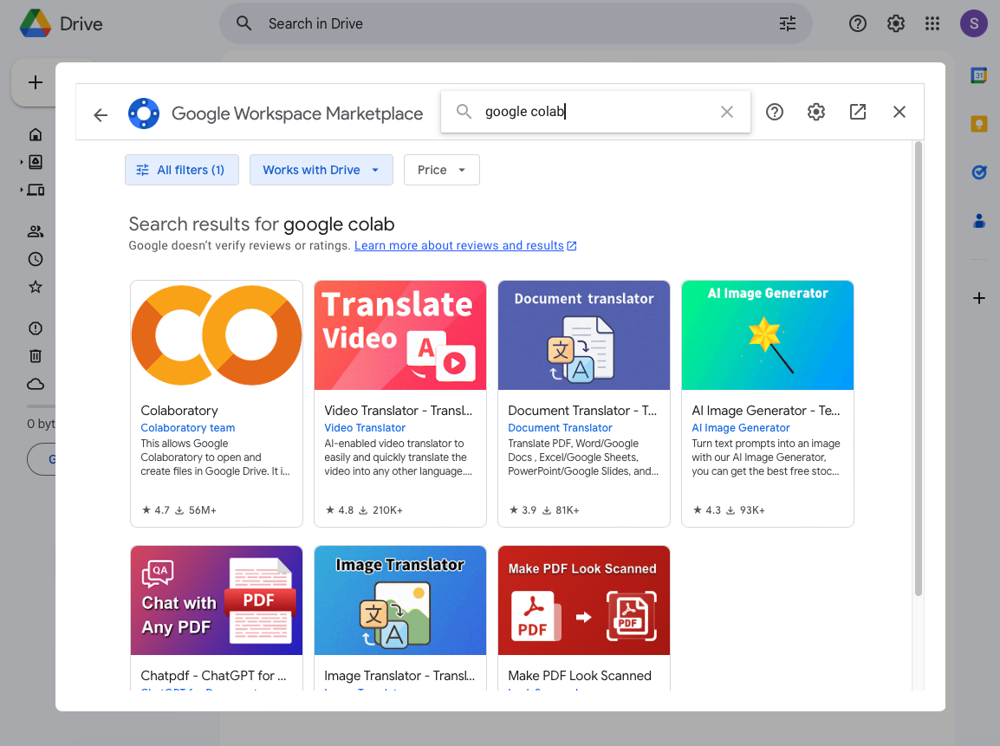 Drive
Search in Drive
S
31
Google Workspace Marketplace
google colab
All filters (1)
Works with Drive
Price
Search results for google colab
Google doesn't verify reviews or ratings. Learn more about reviews and results
0 byt
G
Colaboratory
Colaboratory team
This allows Google
Colaboratory to open and
create files in Google Drive. It i...
4.7 56M+
Translate
Video
A
Video Translator - Transl...
Video Translator
AI-enabled video translator to
easily and quickly translate the
video into any other language....
4.8 210K+
Document translator
文
A
Document Translator - T...
Document Translator
Translate PDF, Word/Google
Docs , Excel/Google Sheets,
PowerPoint/Google Slides, and...
3.9 81K+
AI Image Generator
AI Image Generator - Te...
AI Image Generator
Turn text prompts into an image
with our AI Image Generator,
you can get the best free stoc...
4.3 93K+
QA
Chat with
Any PDF
PDF
Chatpdf - ChatGPT for ...
Image Translator
文
A
Image Translator - Transl...
Make PDF Look Scanned
PDF
PDF
Make PDF Look Scanned